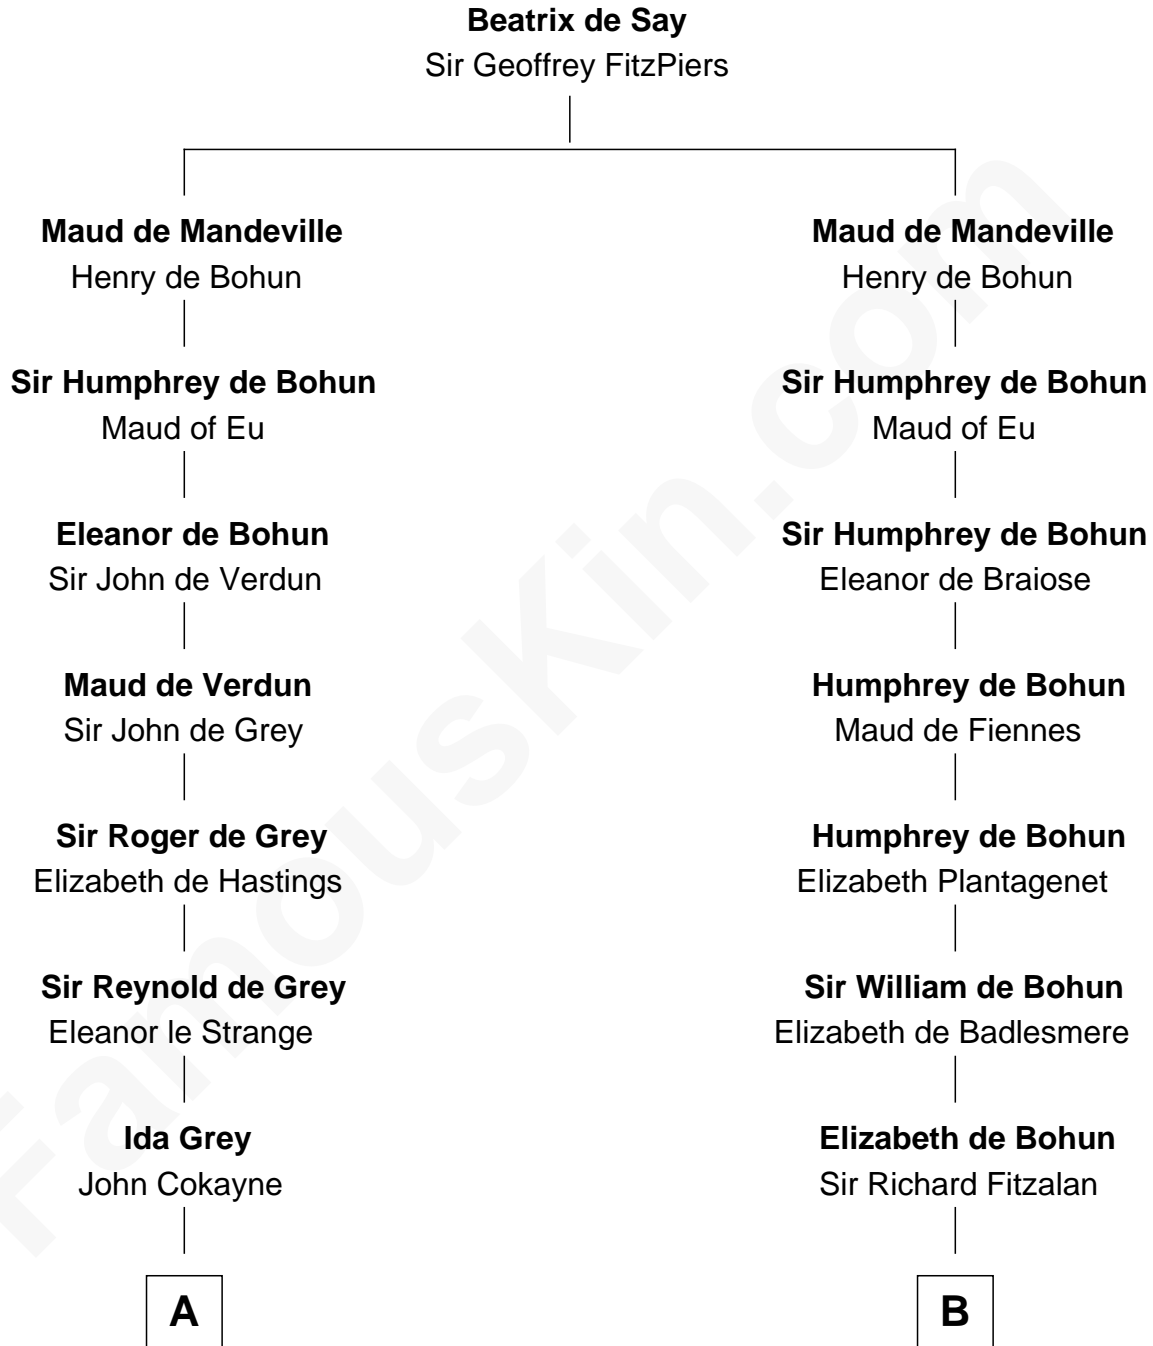 Beatrix de Say
Sir Geoffrey FitzPiers
Maud de Mandeville
Henry de Bohun
Sir Humphrey de Bohun
Maud of Eu
Eleanor de Bohun
Sir John de Verdun
Maud de Verdun
Sir John de Grey
Sir Roger de Grey
Elizabeth de Hastings
Sir Reynold de Grey
Eleanor le Strange
Ida Grey
John Cokayne
A
Maud de Mandeville
Henry de Bohun
Sir Humphrey de Bohun
Maud of Eu
Sir Humphrey de Bohun
Eleanor de Braiose
Humphrey de Bohun
Maud de Fiennes
Humphrey de Bohun
Elizabeth Plantagenet
Sir William de Bohun
Elizabeth de Badlesmere
Elizabeth de Bohun
Sir Richard Fitzalan
B
FamousKin.com